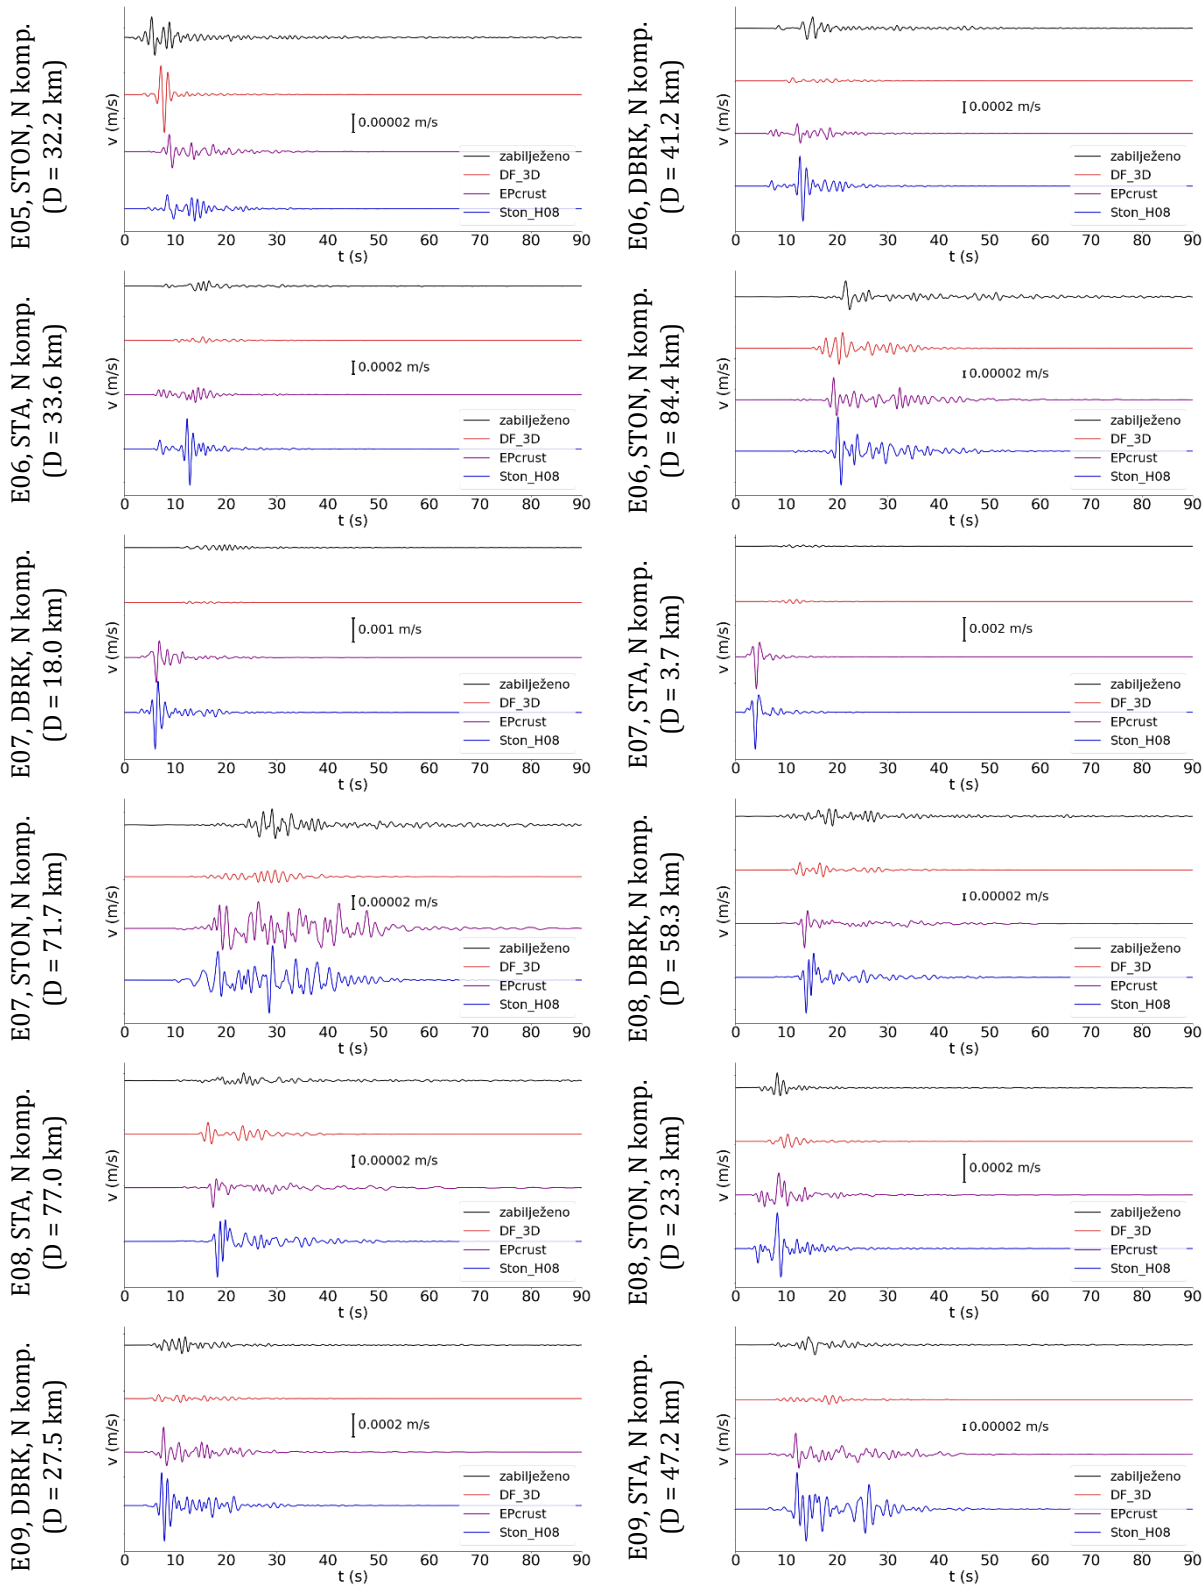 E05, STON, N komp.
(D = 32.2 km)
v (m/s)
0.00002 m/s
zabilježeno
DF_3D
EPcrust
Ston_H08
0 10 20 30 40 50 60 70 80 90
t (s)
E06, DBRK, N komp.
(D = 41.2 km)
v (m/s)
0.0002 m/s
zabilježeno
DF_3D
EPcrust
Ston_H08
0 10 20 30 40 50 60 70 80 90
t (s)
E06, STA, N komp.
(D = 33.6 km)
v (m/s)
0.0002 m/s
zabilježeno
DF_3D
EPcrust
Ston_H08
0 10 20 30 40 50 60 70 80 90
t (s)
E06, STON, N komp.
(D = 84.4 km)
v (m/s)
0.00002 m/s
zabilježeno
DF_3D
EPcrust
Ston_H08
0 10 20 30 40 50 60 70 80 90
t (s)
E07, DBRK, N komp.
(D = 18.0 km)
v (m/s)
0.001 m/s
zabilježeno
DF_3D
EPcrust
Ston_H08
0 10 20 30 40 50 60 70 80 90
t (s)
E07, STA, N komp.
(D = 3.7 km)
v (m/s)
0.002 m/s
zabilježeno
DF_3D
EPcrust
Ston_H08
0 10 20 30 40 50 60 70 80 90
t (s)
E07, STON, N komp.
(D = 71.7 km)
v (m/s)
0.00002 m/s
zabilježeno
DF_3D
EPcrust
Ston_H08
0 10 20 30 40 50 60 70 80 90
t (s)
E08, DBRK, N komp.
(D = 58.3 km)
v (m/s)
0.00002 m/s
zabilježeno
DF_3D
EPcrust
Ston_H08
0 10 20 30 40 50 60 70 80 90
t (s)
E08, STA, N komp.
(D = 77.0 km)
v (m/s)
0.00002 m/s
zabilježeno
DF_3D
EPcrust
Ston_H08
0 10 20 30 40 50 60 70 80 90
t (s)
E08, STON, N komp.
(D = 23.3 km)
v (m/s)
0.0002 m/s
zabilježeno
DF_3D
EPcrust
Ston_H08
0 10 20 30 40 50 60 70 80 90
t (s)
E09, DBRK, N komp.
(D = 27.5 km)
v (m/s)
0.0002 m/s
zabilježeno
DF_3D
EPcrust
Ston_H08
0 10 20 30 40 50 60 70 80 90
t (s)
E09, STA, N komp.
(D = 47.2 km)
v (m/s)
0.00002 m/s
zabilježeno
DF_3D
EPcrust
Ston_H08
0 10 20 30 40 50 60 70 80 90
t (s)